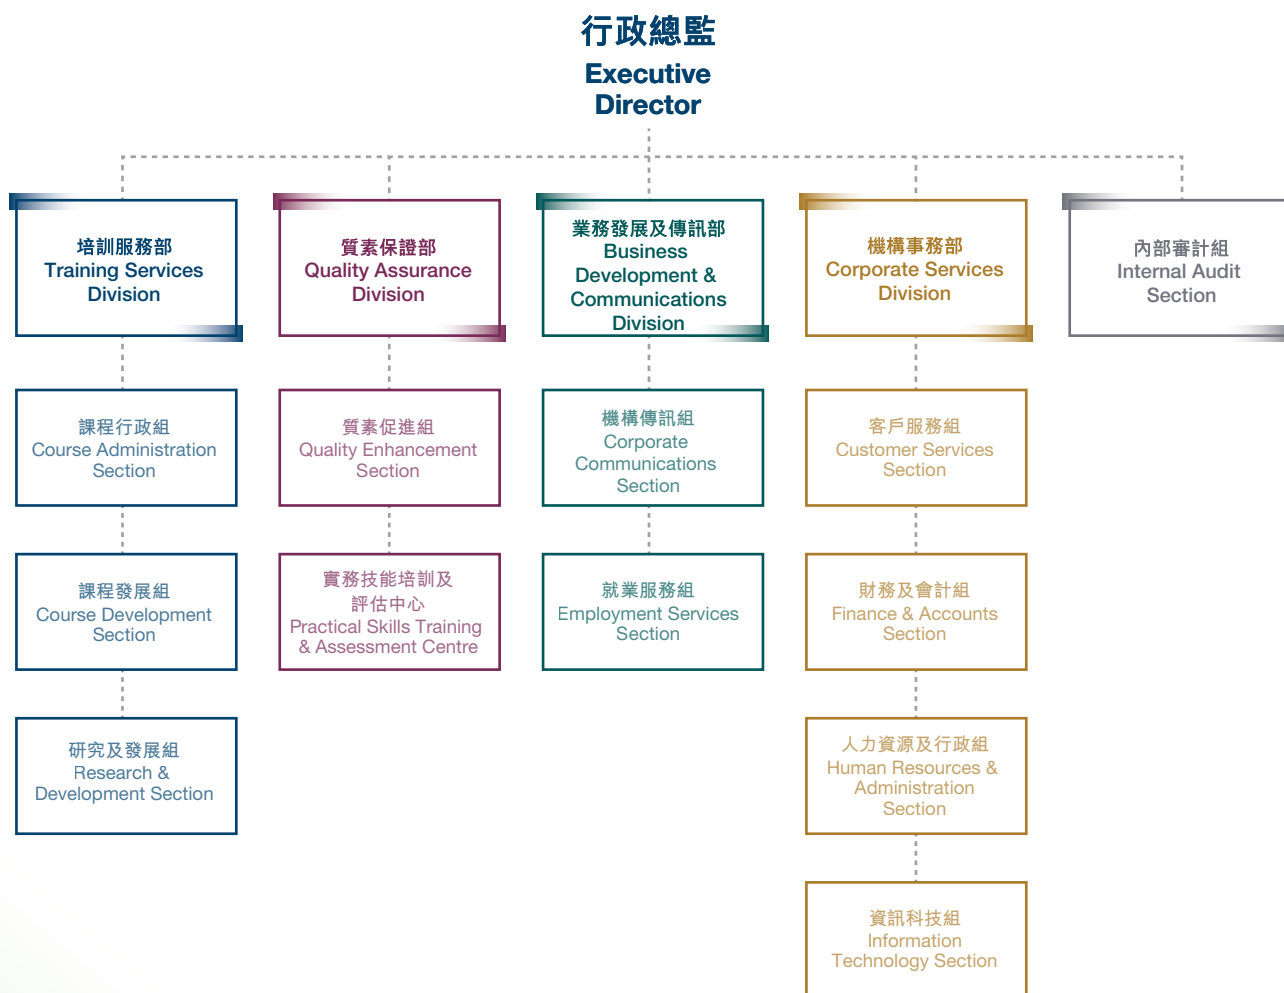 行政總監
Executive
Director
培訓服務部
Training Services
Division
質素保證部
Quality Assurance
Division
業務發展及傳訊部
Business
Development &
Communications
Division
機構事務部
Corporate Services
Division
內部審計組
Internal Audit
Section
課程行政組
Course Administration
Section
質素促進組
Quality Enhancement
Section
機構傳訊組
Corporate
Communications
Section
客戶服務組
Customer Services
Section
課程發展組
Course Development
Section
實務技能培訓及
評估中心
Practical Skills Training
& Assessment Centre
就業服務組
Employment Services
Section
財務及會計組
Finance & Accounts
Section
研究及發展組
Research &
Development Section
人力資源及行政組
Human Resources &
Administration
Section
資訊科技組
Information
Technology Section